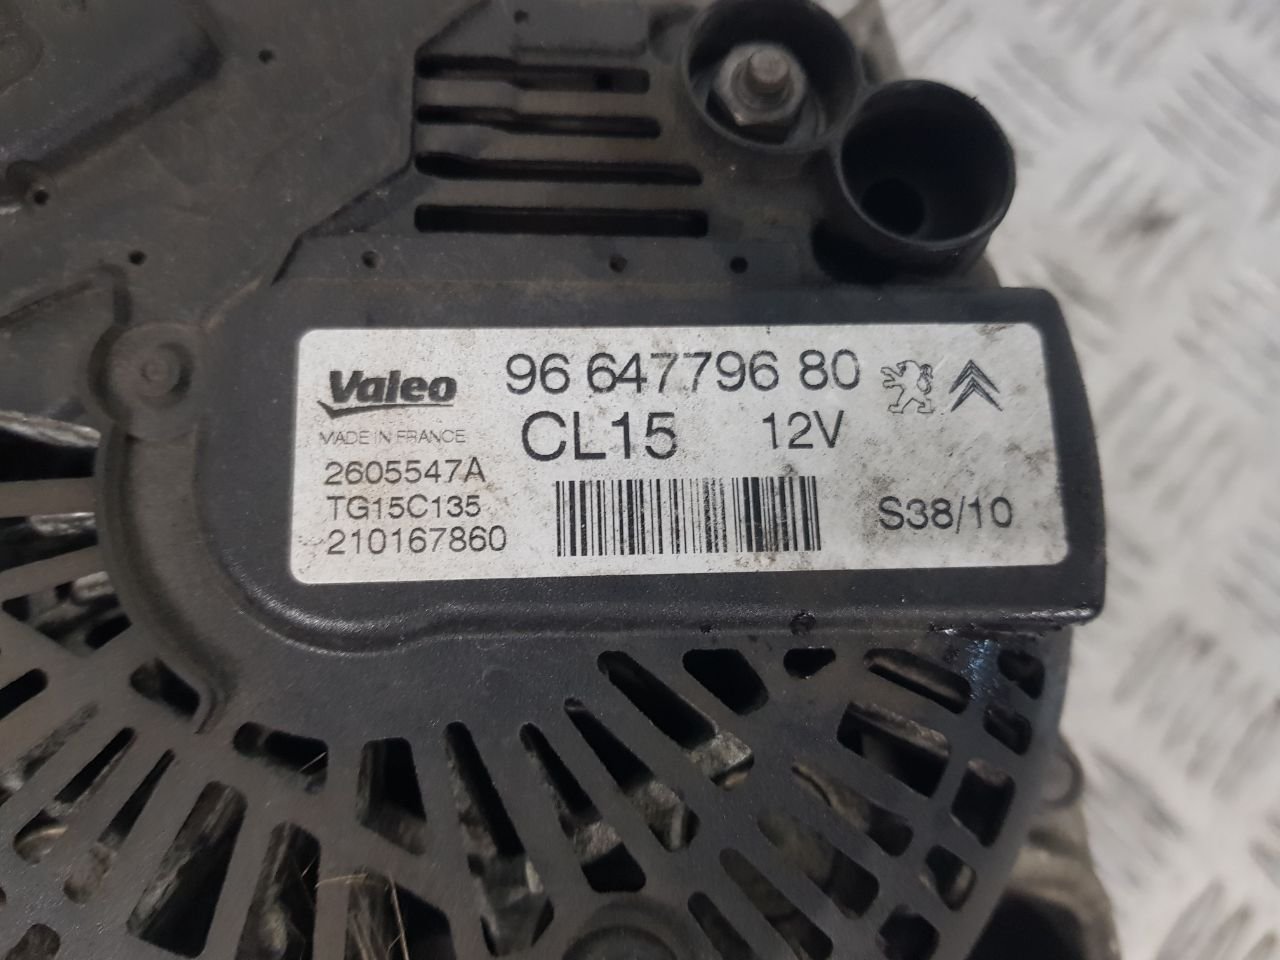 Valeo
96 647796 80
MADE IN FRANCE
CL15 12V
2605547A
TG15C135
210167860
S38/10